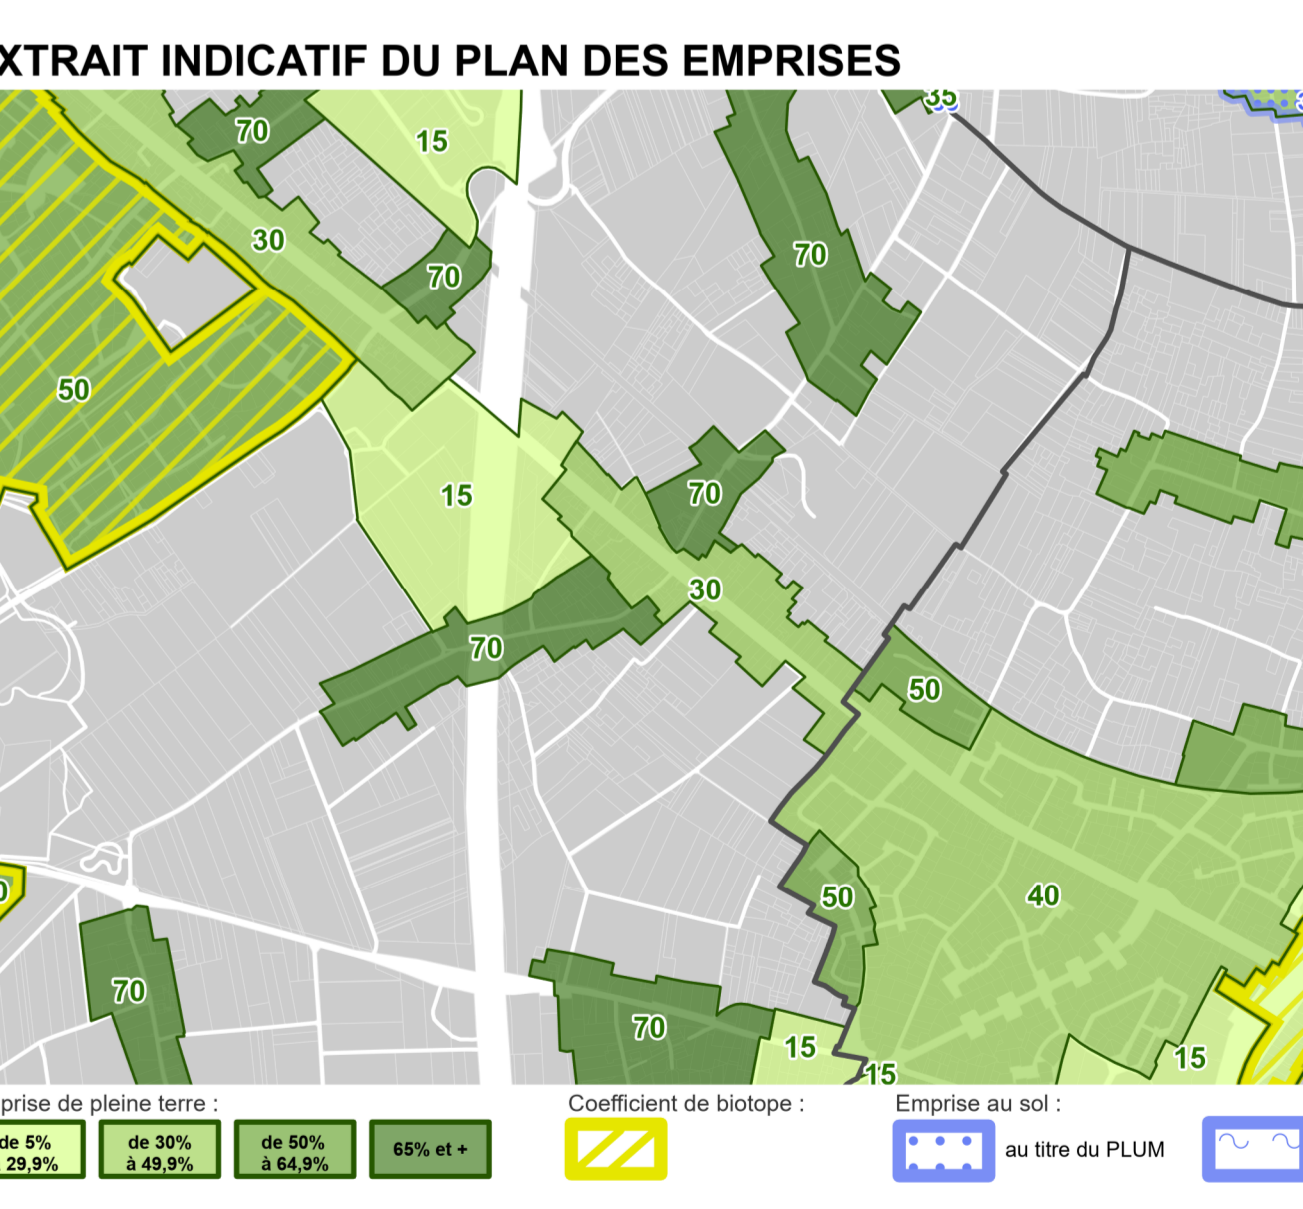 XTRAIT INDICATIF DU PLAN DES EMPRISES
35
70
15
30
70
70
50
15
70
30
70
50
50
40
70
70
15
15
15
prise de pleine terre :
Coefficient de biotope :
Emprise au sol :
de 5%
29,9%
de 30%
à 49,9%
de 50%
à 64,9%
65% et +
au titre du PLUM